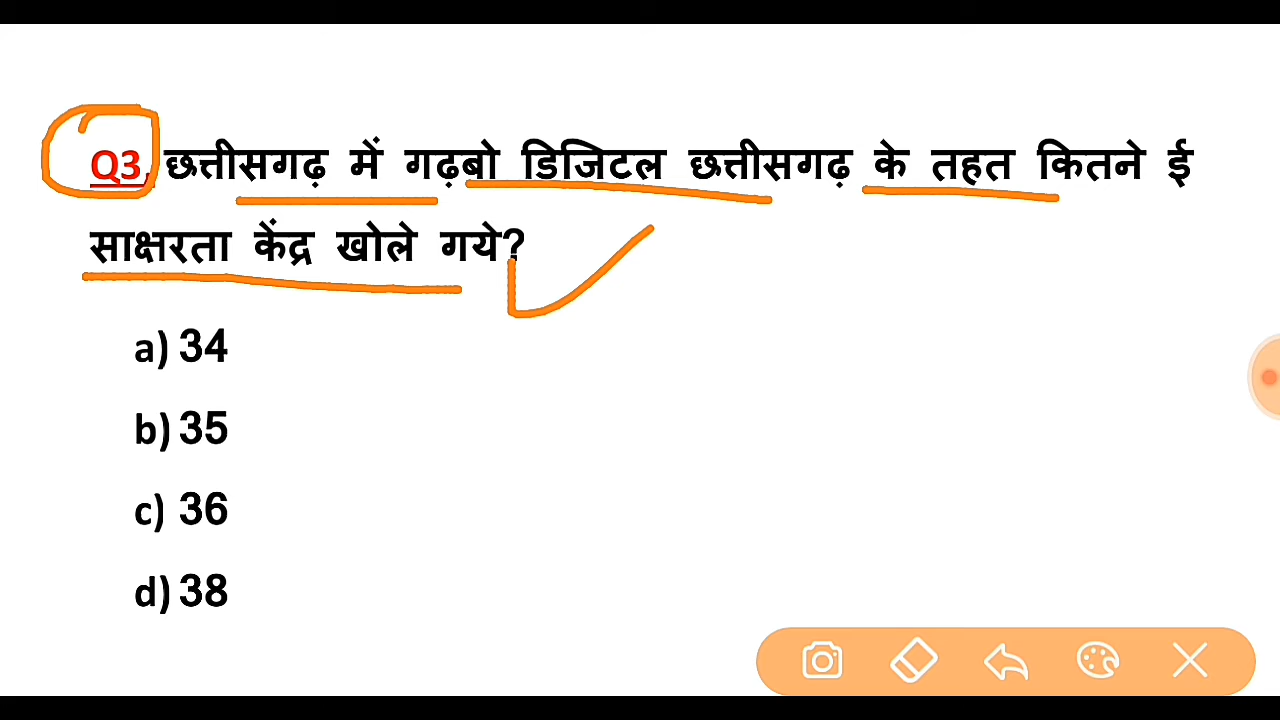 Q3. छत्तीसगढ़ में गढ़बो डिजिटल छत्तीसगढ़ के तहत कितने ई
साक्षरता केंद्र खोले गये?
a) 34
b) 35
c) 36
d) 38